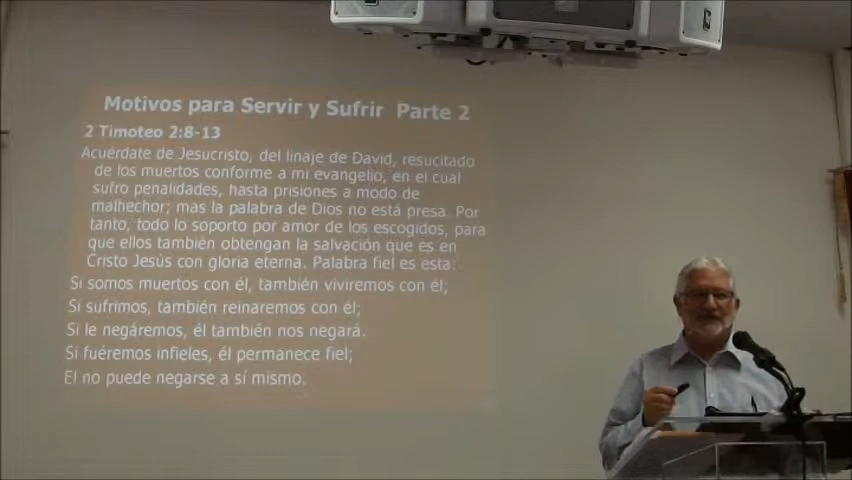 Motivos para Servir y Sufrir Parte 2
2 Timoteo 2:8-13
Acuérdate de Jesucristo, del linaje de David, resucitado
de los muertos conforme a mi evangelio, en el cual
sufro penalidades, hasta prisiones a modo de
malhechor; mas la palabra de Dios no está presa. Por
tanto, todo lo soporto por amor de los escogidos, para
que ellos también obtengan la salvación que es en
Cristo Jesús con gloria eterna. Palabra fiel es esta:
Si somos muertos con él, también viviremos con él;
Si sufrimos, también reinaremos con él;
Si le negáremos, él también nos negará.
Si fuéremos infieles, él permanece fiel;
El no puede negarse a sí mismo.